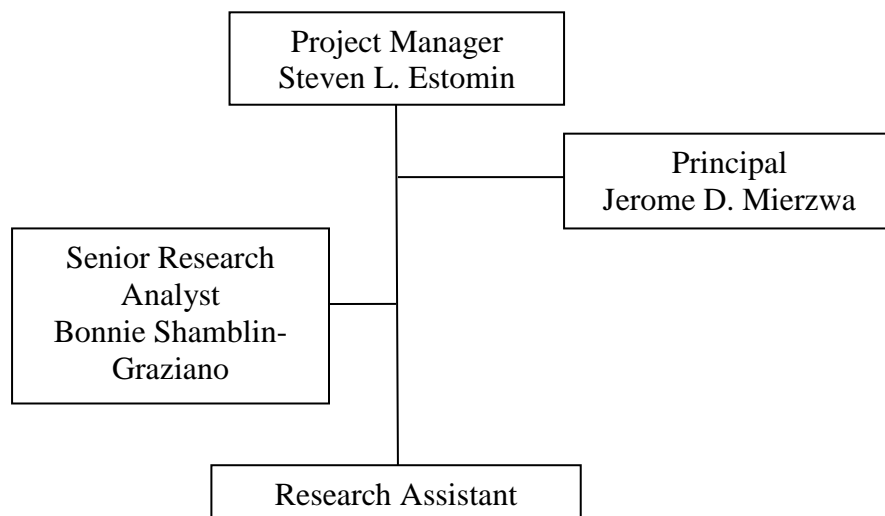 Project Manager
Steven L. Estomin
Principal
Jerome D. Mierzwa
Senior Research
Analyst
Bonnie Shamblin-
Graziano
Research Assistant